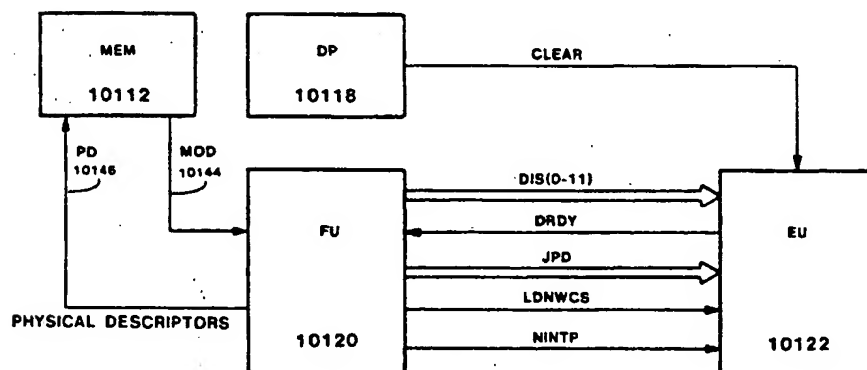 MEM
10112
DP
10118
CLEAR
PD
10146
MOD
10144
DIS(0-11)
DRDY
JPD
LDNWCS
NINTP
FU
10120
EU
10122
PHYSICAL DESCRIPTORS